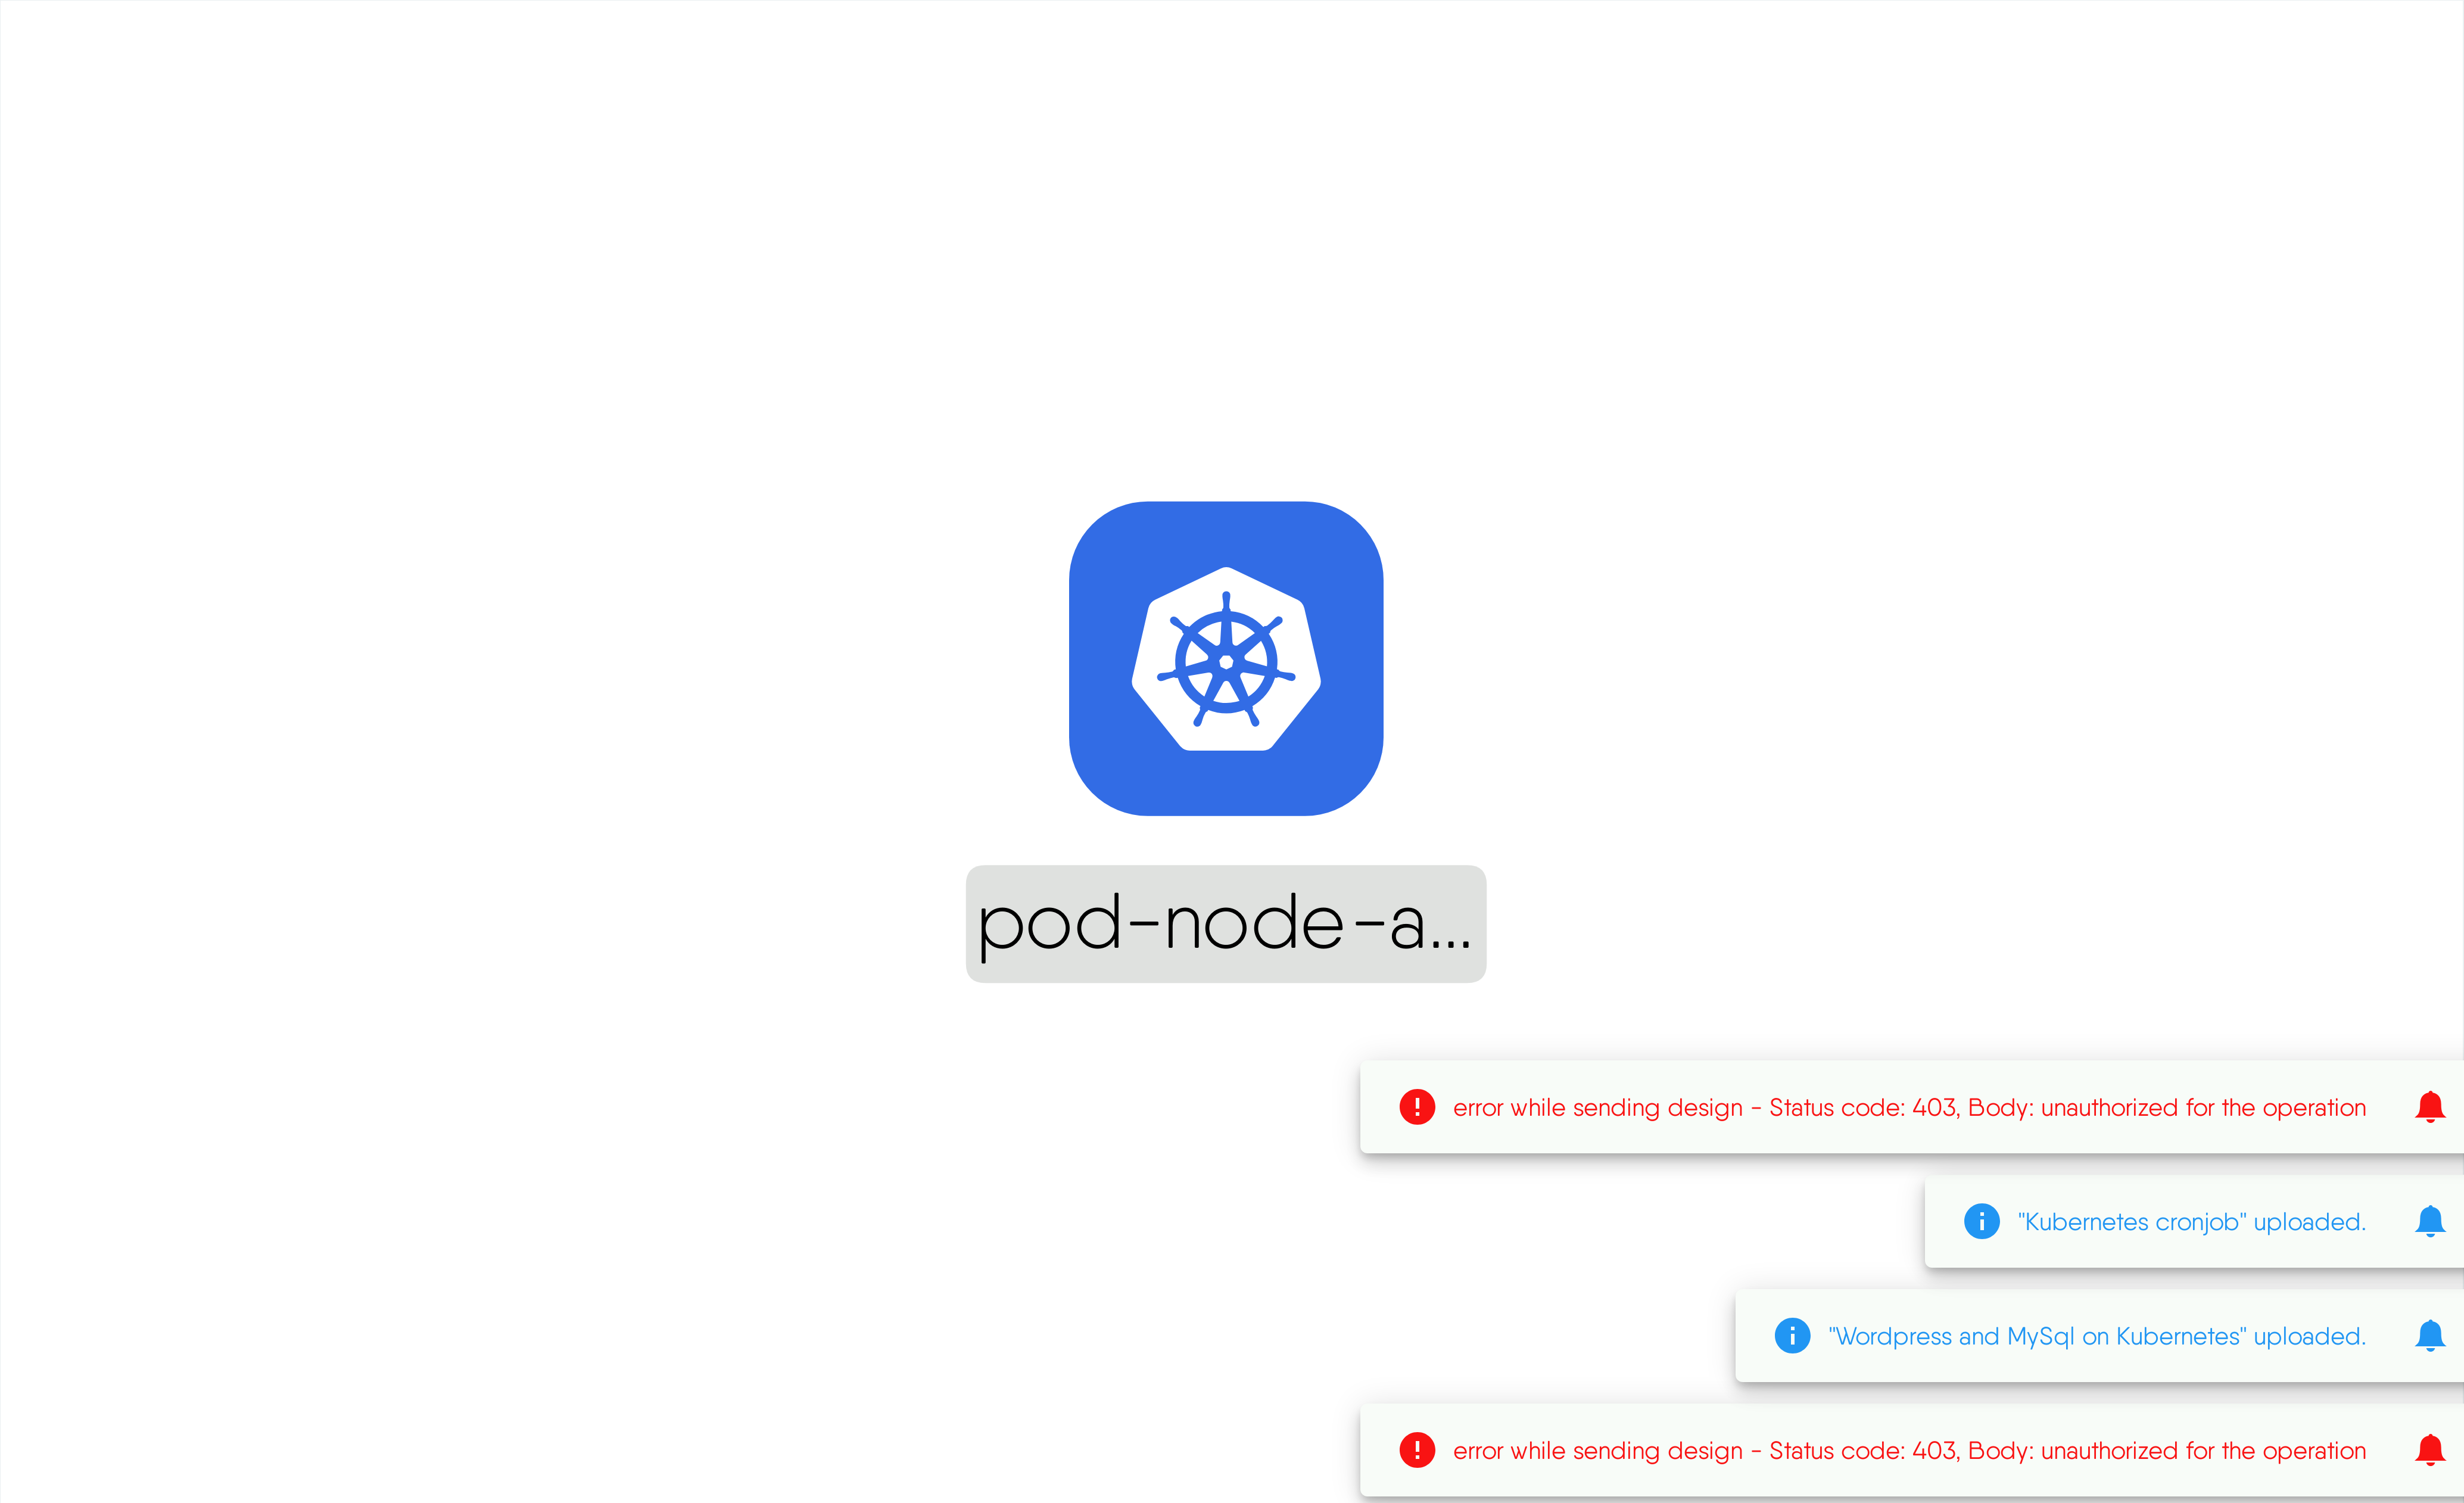 pod-node-a...
error while sending design - Status code: 403, Body: unauthorized for the operation
"Kubernetes cronjob" uploaded.
"Wordpress and MySql on Kubernetes" uploaded.
error while sending design - Status code: 403, Body: unauthorized for the operation